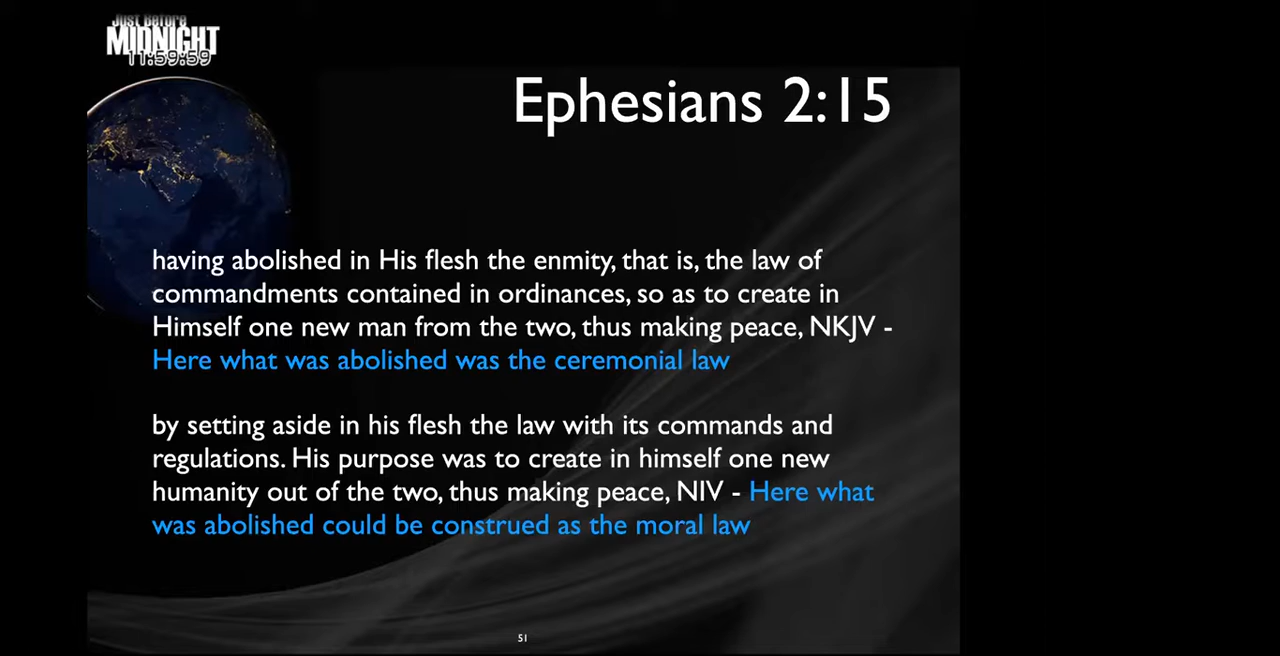 Just Before
MIDNIGHT
11:59:59
Ephesians 2:15
having abolished in His flesh the enmity, that is, the law of
commandments contained in ordinances, so as to create in
Himself one new man from the two, thus making peace, NKJV -
Here what was abolished was the ceremonial law
by setting aside in his flesh the law with its commands and
regulations. His purpose was to create in himself one new
humanity out of the two, thus making peace, NIV - Here what
was abolished could be construed as the moral law
51